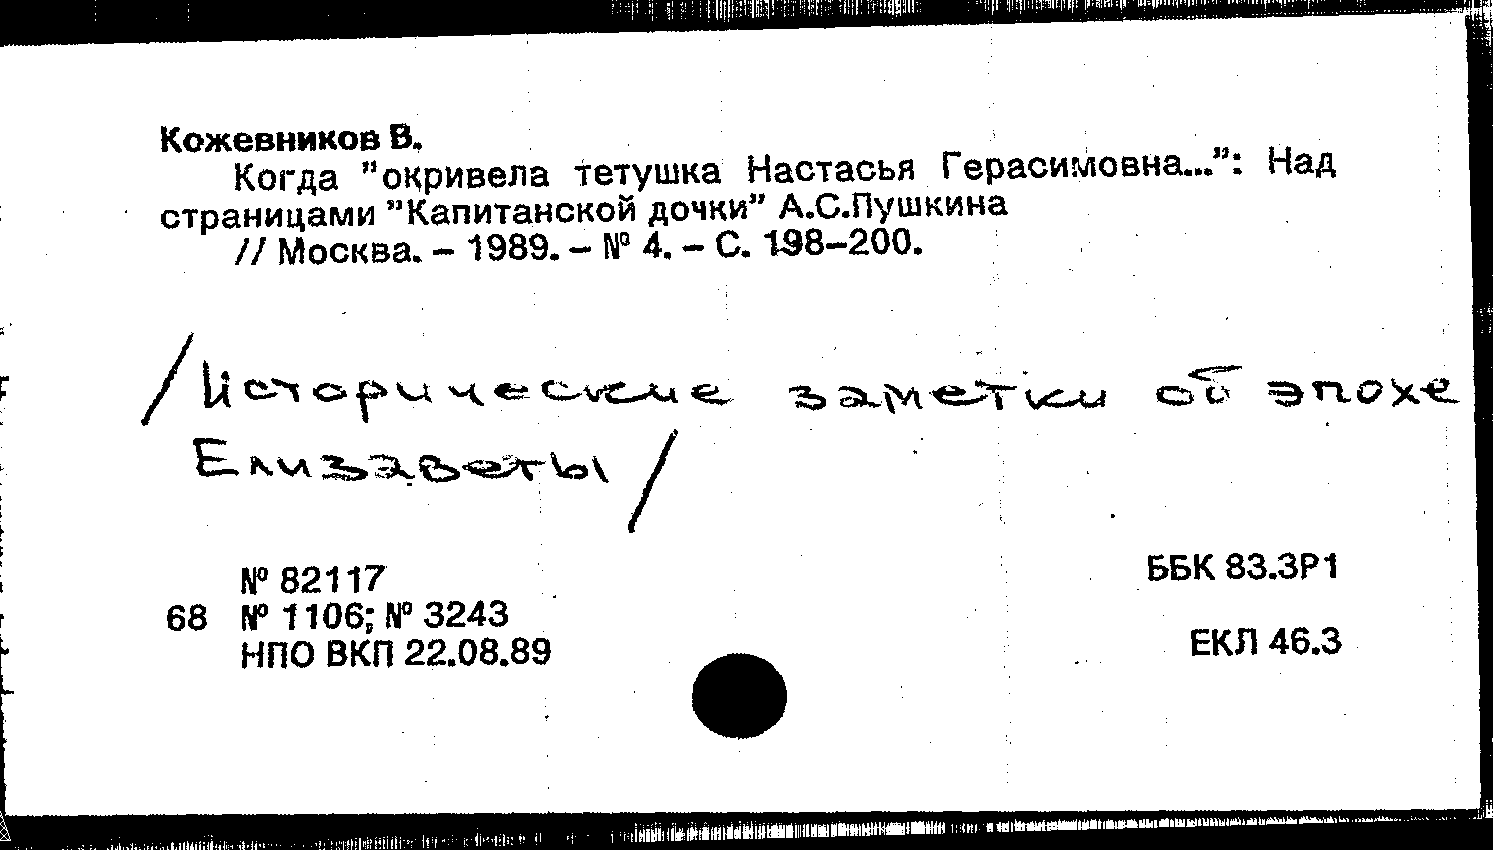 Кожевников В.
Когда "окривела тетушка Настасья Герасимовна...": Над
страницами "Капитанской дочки" А.С.Пушкина
// Москва. – 1989. – № 4. – С. 198–200.
/Исторические заметки об эпохе
Елизаветы/
№ 82117
ББК 83.3Р1
68 № 1106; № 3243
НПО ВКП 22.08.89
ЕКЛ 46.3